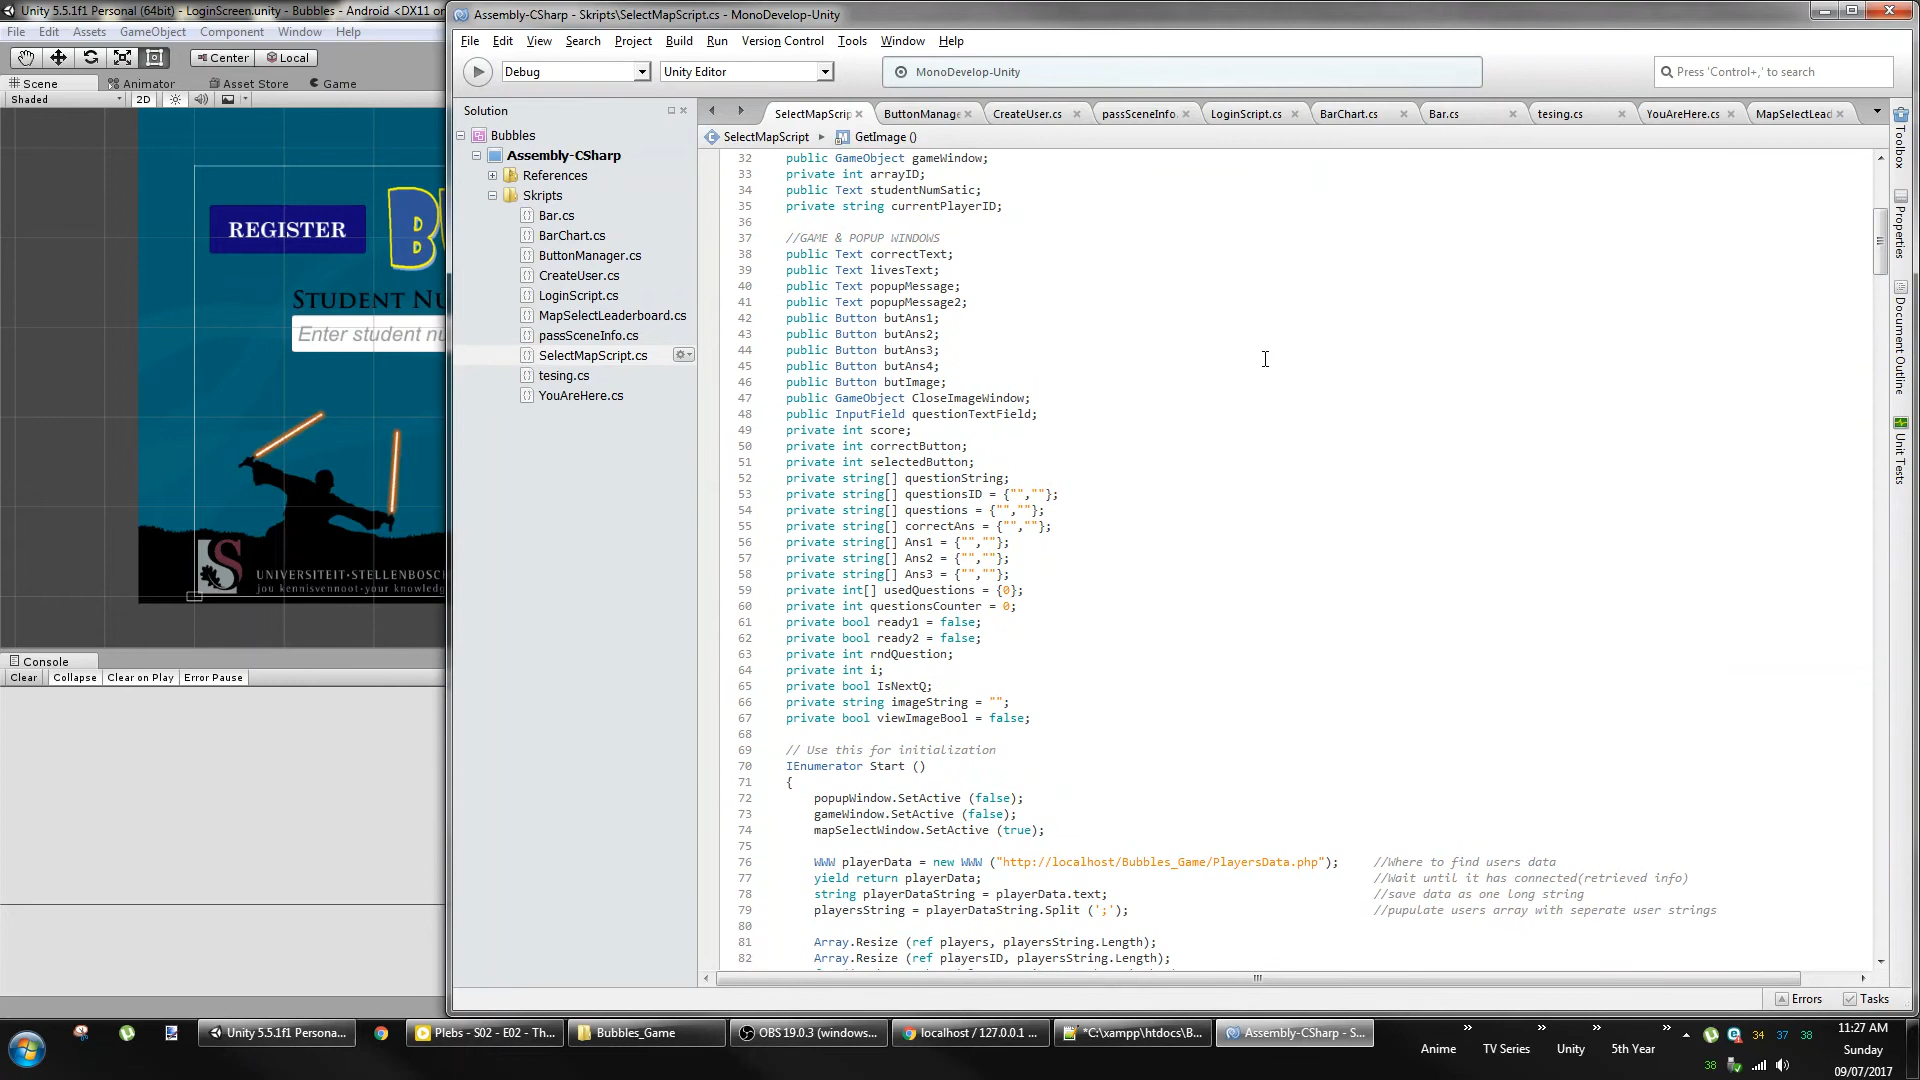 Unity 5.5.1f1 Personal (64bit) - LoginScreen.unity - Bubbles - Android <DX11 on
File Edit Assets GameObject Component Window Help
Center Local
Scene Animator Asset Store Game
Shaded 2D
REGISTER
STUDENT NU
Enter student nu
UNIVERSITEIT·STELLENBOSC
jou kennisvennoot·your knowledg
Console
Clear Collapse Clear on Play Error Pause
Assembly-CSharp - Skripts\SelectMapScript.cs - MonoDevelop-Unity
File Edit View Search Project Build Run Version Control Tools Window Help
Debug Unity Editor MonoDevelop-Unity Press 'Control+,' to search
Solution
Bubbles
Assembly-CSharp
References
Skripts
Bar.cs
BarChart.cs
ButtonManager.cs
CreateUser.cs
LoginScript.cs
MapSelectLeaderboard.cs
passSceneInfo.cs
SelectMapScript.cs
tesing.cs
YouAreHere.cs
SelectMapScrip ButtonManage CreateUser.cs passSceneInfo. LoginScript.cs BarChart.cs Bar.cs tesing.cs YouAreHere.cs MapSelectLead
SelectMapScript GetImage ()
32 public GameObject gameWindow;
33 private int arrayID;
34 public Text studentNumSatic;
35 private string currentPlayerID;
36
37 //GAME & POPUP WINDOWS
38 public Text correctText;
39 public Text livesText;
40 public Text popupMessage;
41 public Text popupMessage2;
42 public Button butAns1;
43 public Button butAns2;
44 public Button butAns3;
45 public Button butAns4;
46 public Button butImage;
47 public GameObject CloseImageWindow;
48 public InputField questionTextField;
49 private int score;
50 private int correctButton;
51 private int selectedButton;
52 private string[] questionString;
53 private string[] questionsID = {"",""};
54 private string[] questions = {"",""};
55 private string[] correctAns = {"",""};
56 private string[] Ans1 = {"",""};
57 private string[] Ans2 = {"",""};
58 private string[] Ans3 = {"",""};
59 private int[] usedQuestions = {0};
60 private int questionsCounter = 0;
61 private bool ready1 = false;
62 private bool ready2 = false;
63 private int rndQuestion;
64 private int i;
65 private bool IsNextQ;
66 private string imageString = "";
67 private bool viewImageBool = false;
68
69 // Use this for initialization
70 IEnumerator Start ()
71 {
72 popupWindow.SetActive (false);
73 gameWindow.SetActive (false);
74 mapSelectWindow.SetActive (true);
75
76 WWW playerData = new WWW ("http://localhost/Bubbles_Game/PlayersData.php"); //Where to find users data
77 yield return playerData; //Wait until it has connected(retrieved info)
78 string playerDataString = playerData.text; //save data as one long string
79 playersString = playerDataString.Split (';'); //pupulate users array with seperate user strings
80
81 Array.Resize (ref players, playersString.Length);
82 Array.Resize (ref playersID, playersString.Length);
Toolbox
Properties
Document Outline
Unit Tests
Errors Tasks
Unity 5.5.1f1 Persona... Plebs - S02 - E02 - Th... Bubbles_Game OBS 19.0.3 (windows... localhost / 127.0.0.1 ... *C:\xampp\htdocs\B... Assembly-CSharp - S...
Anime TV Series Unity 5th Year
34 37 38
38
11:27 AM
Sunday
09/07/2017